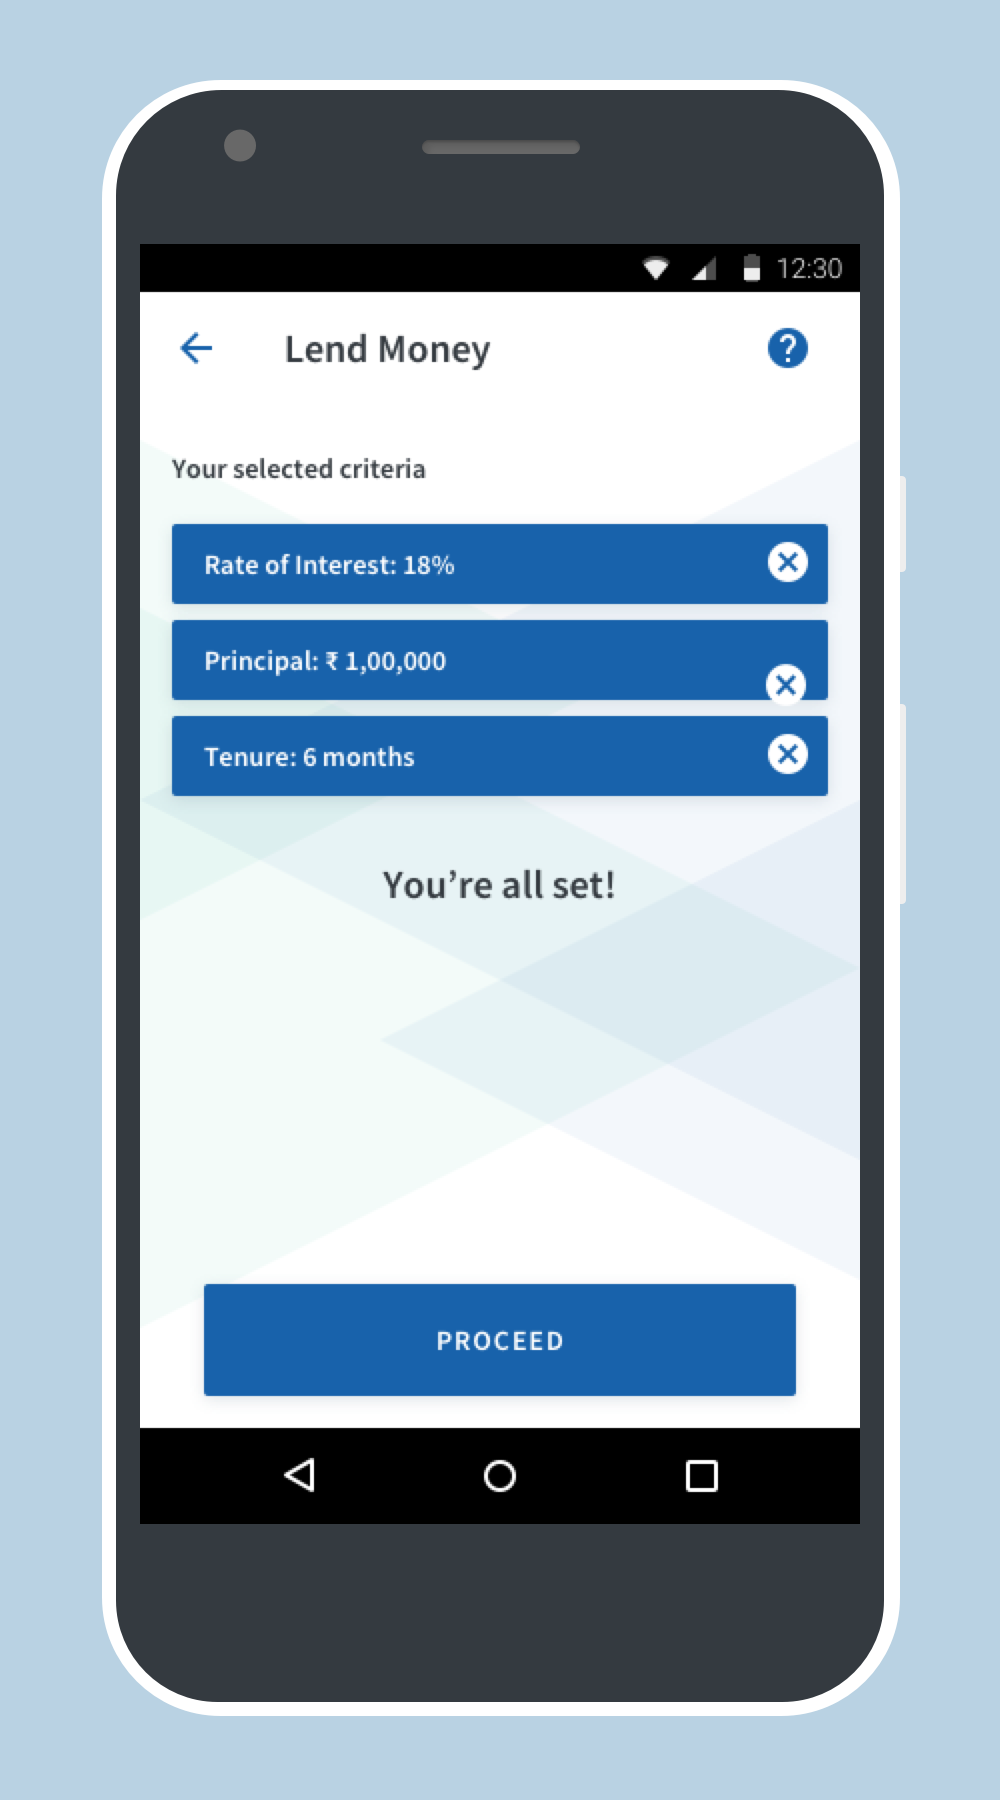 12:30
Lend Money
Your selected criteria
Rate of Interest: 18%
Principal: ₹ 1,00,000
Tenure: 6 months
You’re all set!
PROCEED